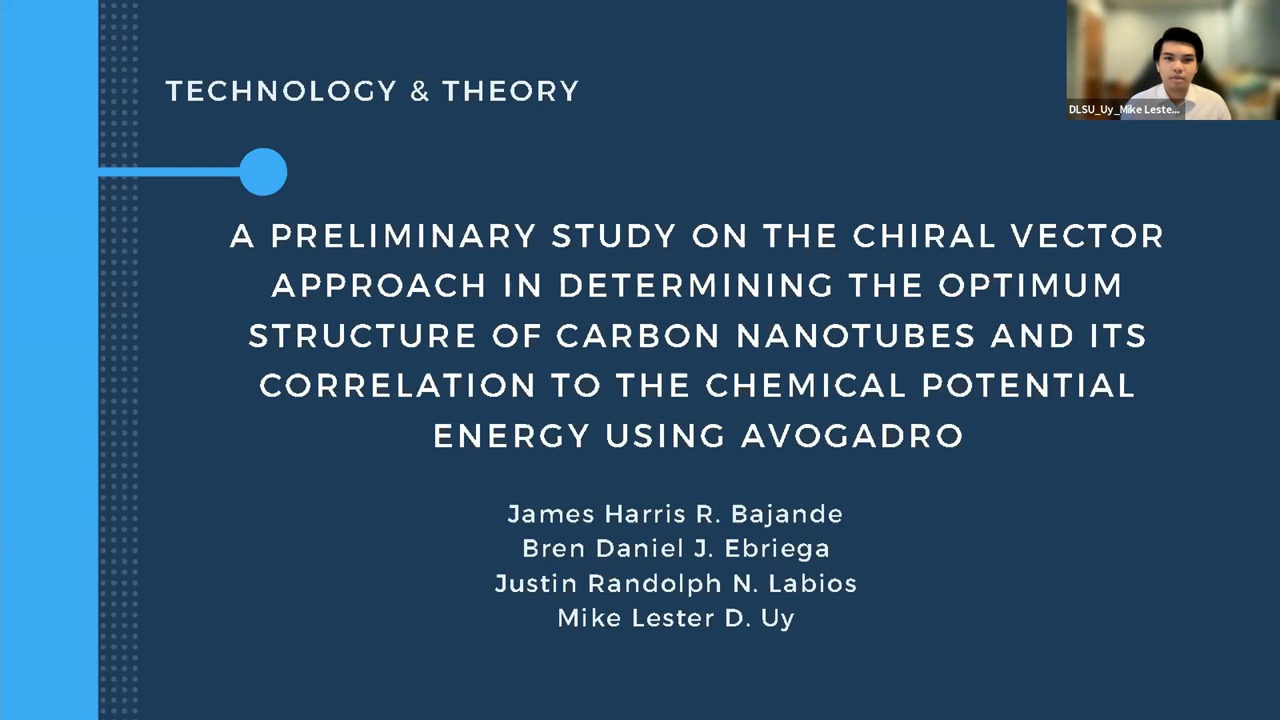 TECHNOLOGY & THEORY
DLSU_Uy_Mike Leste...
A PRELIMINARY STUDY ON THE CHIRAL VECTOR
APPROACH IN DETERMINING THE OPTIMUM
STRUCTURE OF CARBON NANOTUBES AND ITS
CORRELATION TO THE CHEMICAL POTENTIAL
ENERGY USING AVOGADRO
James Harris R. Bajande
Bren Daniel J. Ebriega
Justin Randolph N. Labios
Mike Lester D. Uy